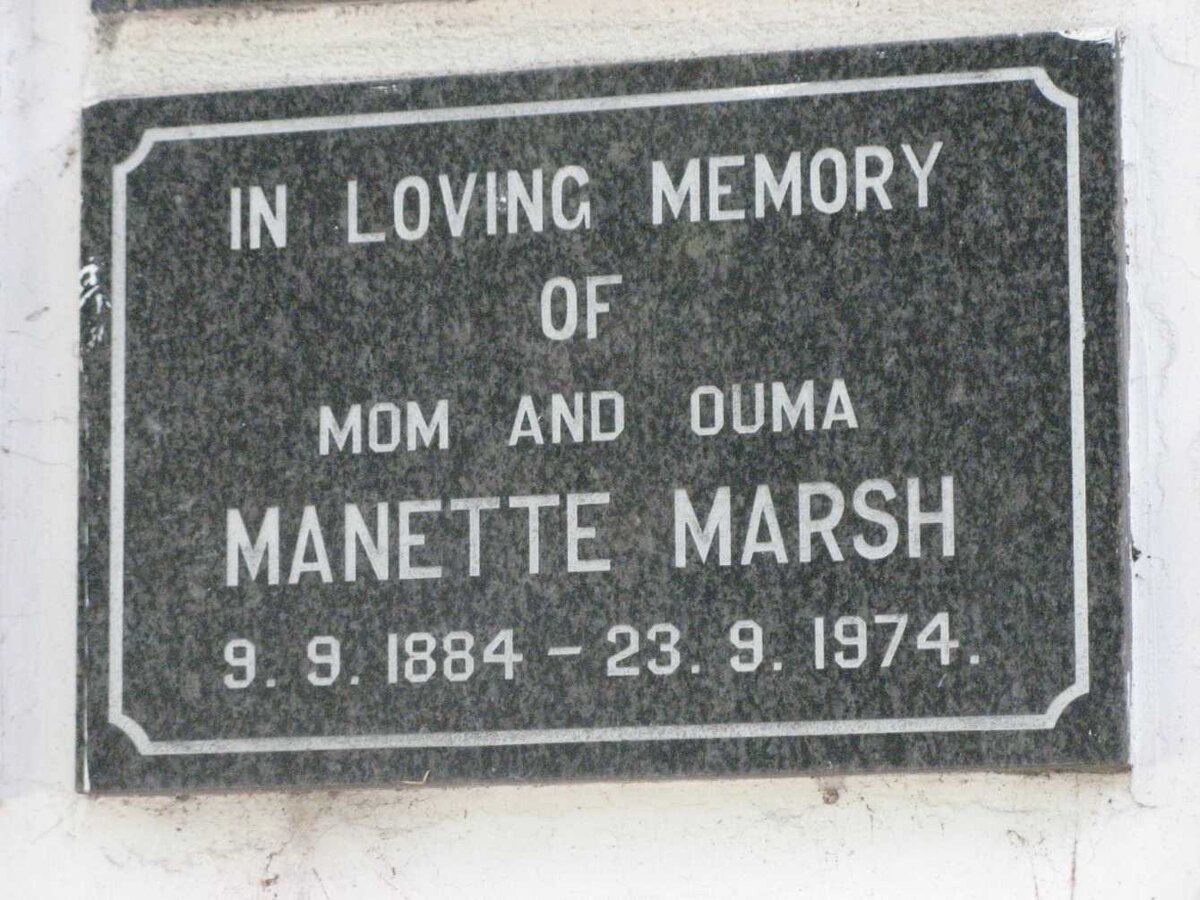 IN LOVING MEMORY
OF
MOM AND OUMA
MANETTE MARSH
9. 9. 1884 – 23. 9. 1974.